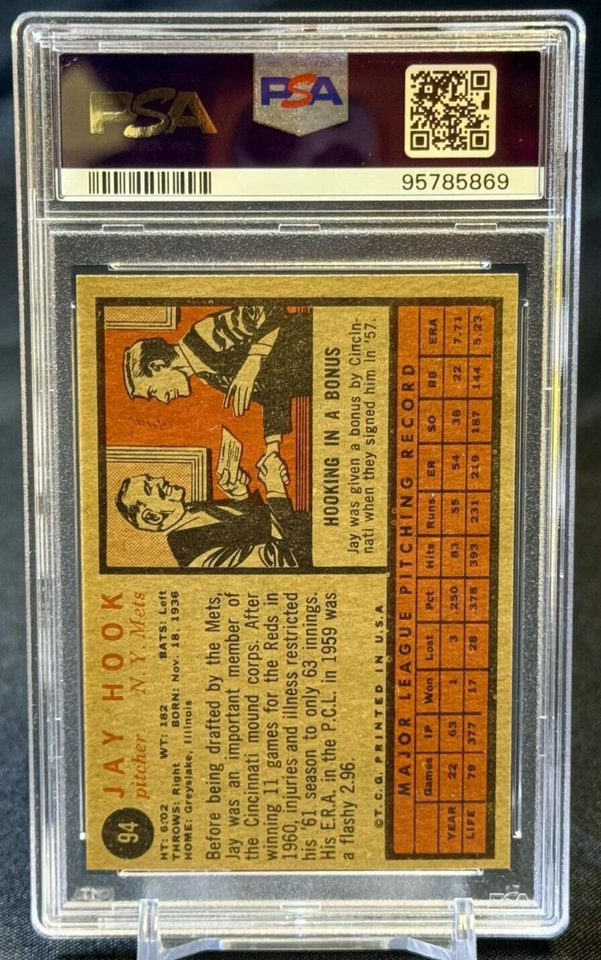 PSA
PSA
95785869
94
JAY HOOK
pitcher N. Y. Mets
HT: 6:02 WT: 182 BATS: Left
THROWS: Right BORN: Nov. 18, 1936
HOME: Grayslake, Illinois
Before being drafted by the Mets,
Jay was an important member of
the Cincinnati mound corps. After
winning 11 games for the Reds in
1960, injuries and illness restricted
his '61 season to only 63 innings.
His E.R.A. in the P.C.L. in 1959 was
a flashy 2.96.
HOOKING IN A BONUS
Jay was given a bonus by Cincin-
nati when they signed him in '57.
©T. C. G. PRINTED IN U.S.A.
MAJOR LEAGUE PITCHING RECORD
Games IP Won Lost Pct Hits Runs ER SO BB ERA
YEAR 22 63 1 3 .250 83 55 54 36 22 7.71
LIFE 79 377 17 28 .378 393 231 219 187 144 5.23
PSA